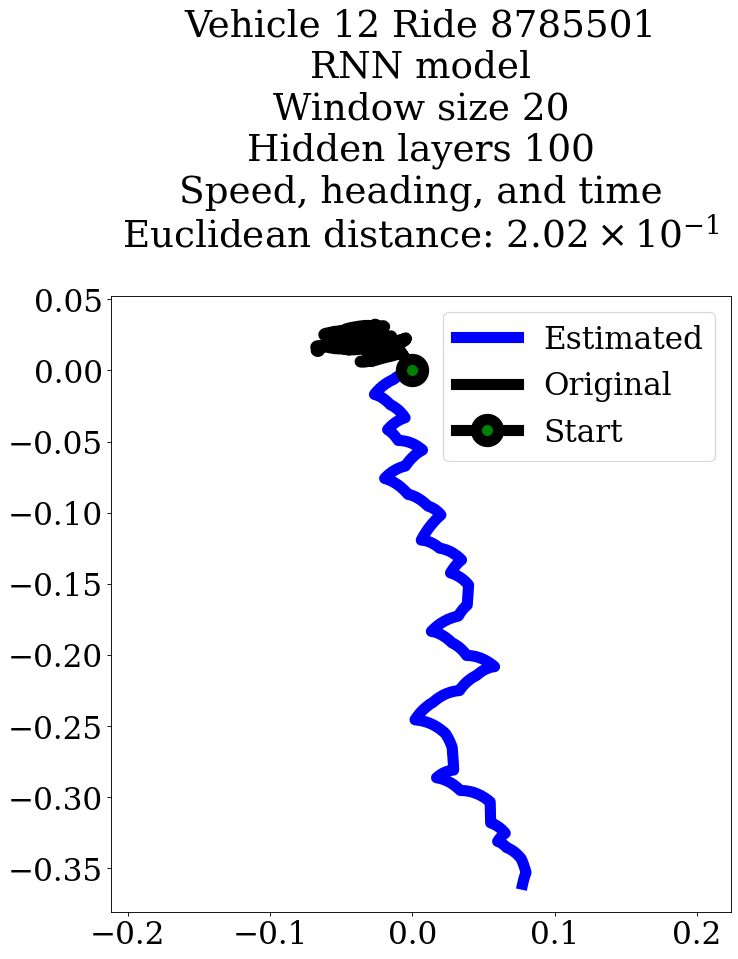 Vehicle 12 Ride 8785501
RNN model
Window size 20
Hidden layers 100
Speed, heading, and time
Euclidean distance: 2.02 × 10⁻¹
Estimated
Original
Start
0.05
0.00
−0.05
−0.10
−0.15
−0.20
−0.25
−0.30
−0.35
−0.2
−0.1
0.0
0.1
0.2